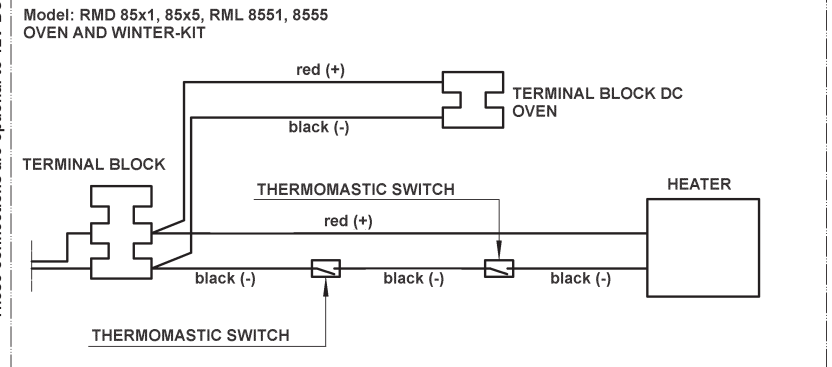 Model: RMD 85x1, 85x5, RML 8551, 8555
OVEN AND WINTER-KIT
red (+)
TERMINAL BLOCK DC
OVEN
black (-)
TERMINAL BLOCK
THERMOMASTIC SWITCH
HEATER
red (+)
black (-)
black (-)
black (-)
THERMOMASTIC SWITCH